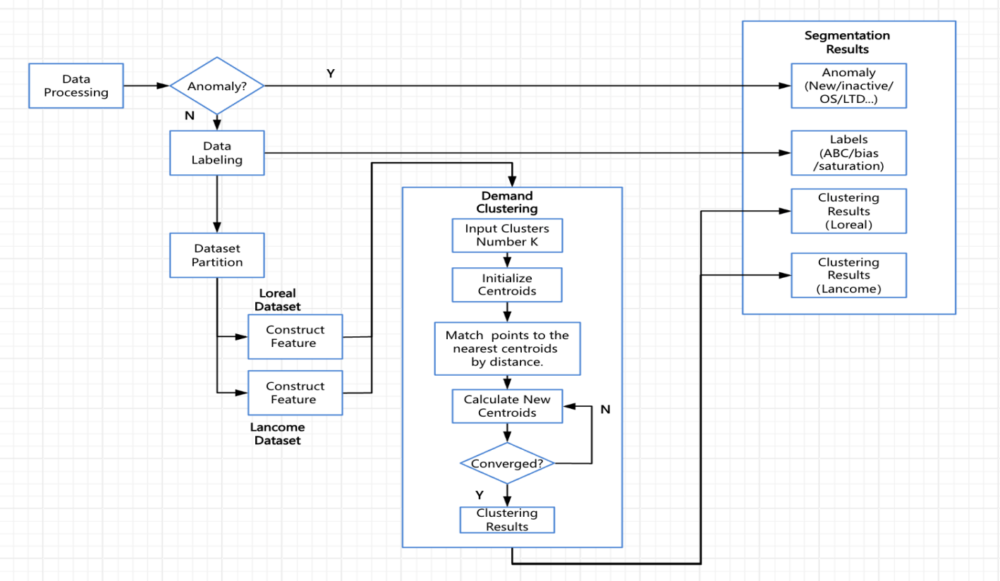 Data
Processing
Anomaly?
Y
N
Data
Labeling
Dataset
Partition
Loreal
Dataset
Construct
Feature
Construct
Feature
Lancome
Dataset
Demand
Clustering
Input Clusters
Number K
Initialize
Centroids
Match points to the
nearest centroids
by distance.
Calculate New
Centroids
N
Converged?
Y
Clustering
Results
Segmentation
Results
Anomaly
(New/inactive/
OS/LTD...)
Labels
(ABC/bias
/saturation)
Clustering
Results
(Loreal)
Clustering
Results
(Lancome)